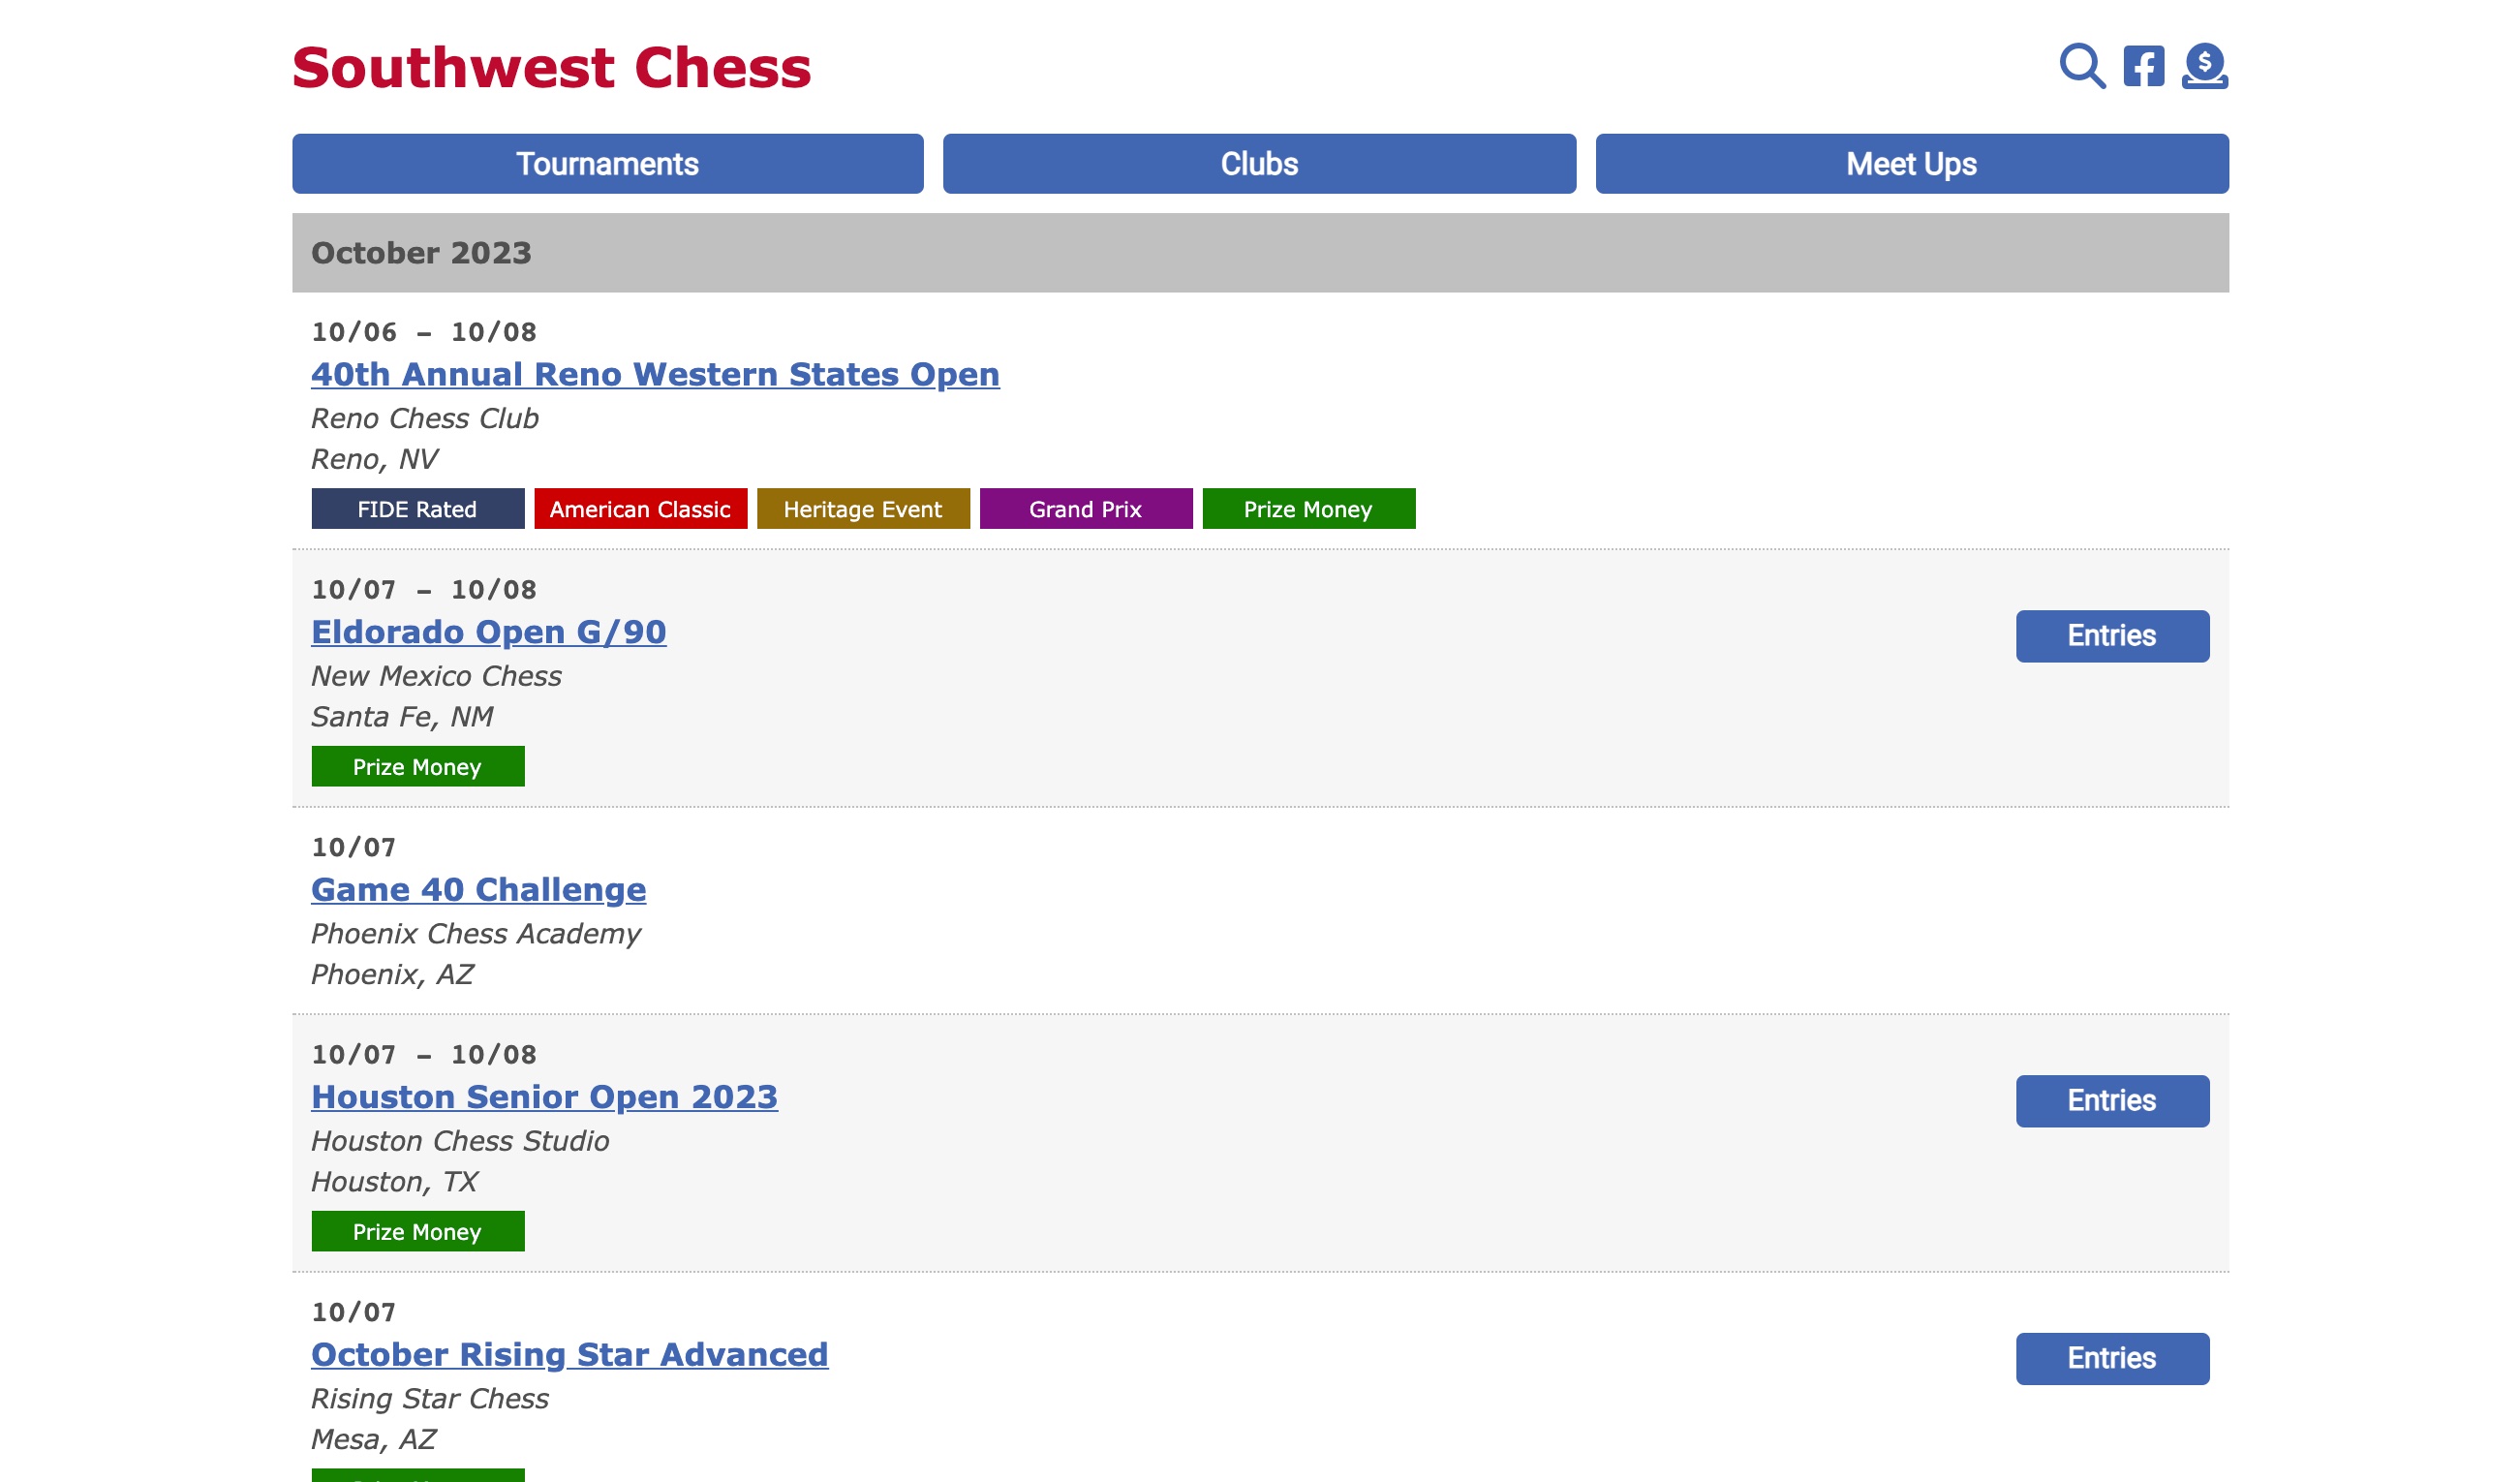 Southwest Chess
Tournaments
Clubs
Meet Ups
October 2023
10/06 – 10/08
40th Annual Reno Western States Open
Reno Chess Club
Reno, NV
FIDE Rated
American Classic
Heritage Event
Grand Prix
Prize Money
10/07 – 10/08
Eldorado Open G/90
Entries
New Mexico Chess
Santa Fe, NM
Prize Money
10/07
Game 40 Challenge
Phoenix Chess Academy
Phoenix, AZ
10/07 – 10/08
Houston Senior Open 2023
Entries
Houston Chess Studio
Houston, TX
Prize Money
10/07
October Rising Star Advanced
Entries
Rising Star Chess
Mesa, AZ